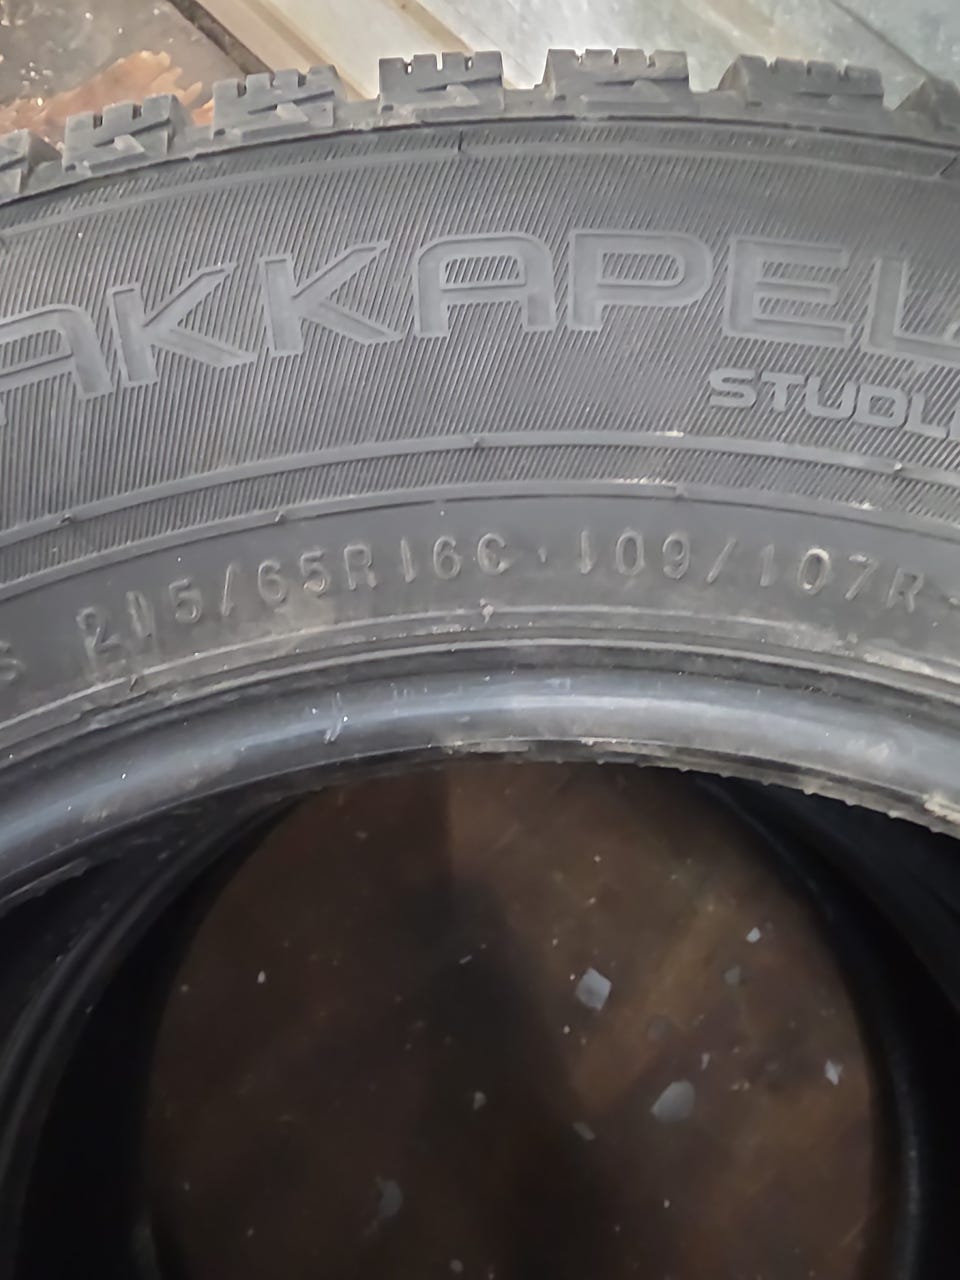 AKKAPEL
STUDL
S 215/65R16C · 109/107R